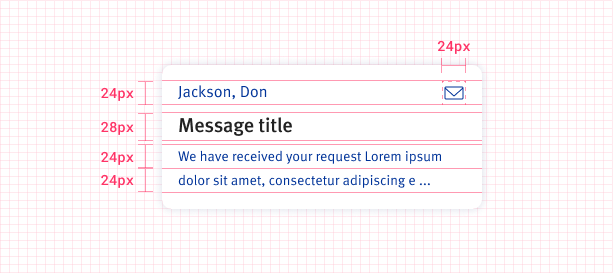 24px
24px Jackson, Don
28px Message title
24px We have received your request Lorem ipsum
24px dolor sit amet, consectetur adipiscing e ...